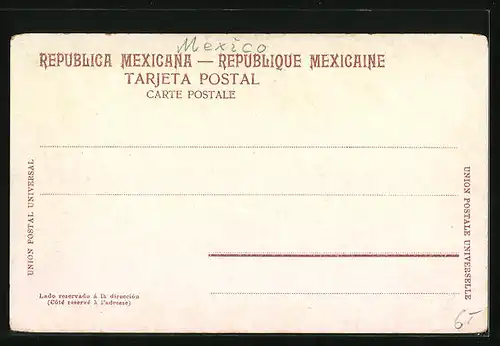 Mexico
REPUBLICA MEXICANA — REPUBLIQUE MEXICAINE
TARJETA POSTAL
CARTE POSTALE
UNION POSTAL UNIVERSAL
UNION POSTALE UNIVERSELLE
Lado reservado á la dirección
(Côté reservé à l'adresse)